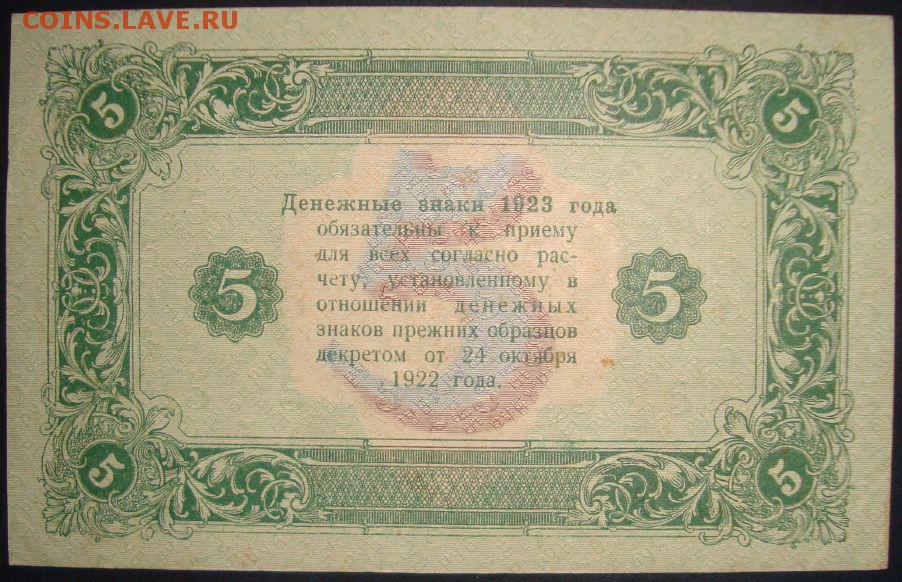 COINS.LAVE.RU
5 5
Денежные знаки 1923 года
обязательны к приему
для всех согласно рас-
5 чету, установленному в 5
отношении денежных
знаков прежних образцов
декретом от 24 октября
1922 года.
5 5